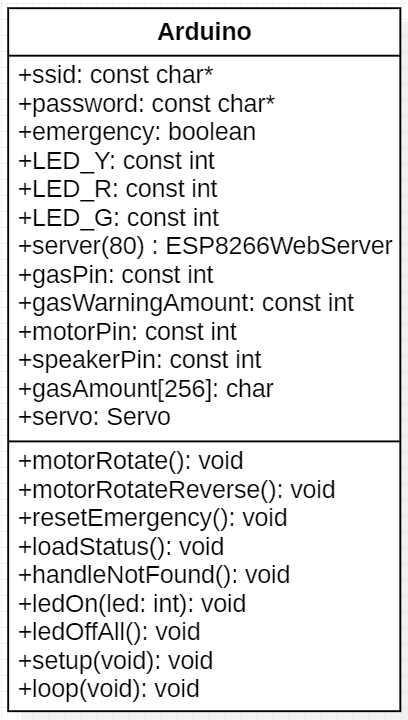 Arduino
+ssid: const char*
+password: const char*
+emergency: boolean
+LED_Y: const int
+LED_R: const int
+LED_G: const int
+server(80) : ESP8266WebServer
+gasPin: const int
+gasWarningAmount: const int
+motorPin: const int
+speakerPin: const int
+gasAmount[256]: char
+servo: Servo
+motorRotate(): void
+motorRotateReverse(): void
+resetEmergency(): void
+loadStatus(): void
+handleNotFound(): void
+ledOn(led: int): void
+ledOffAll(): void
+setup(void): void
+loop(void): void